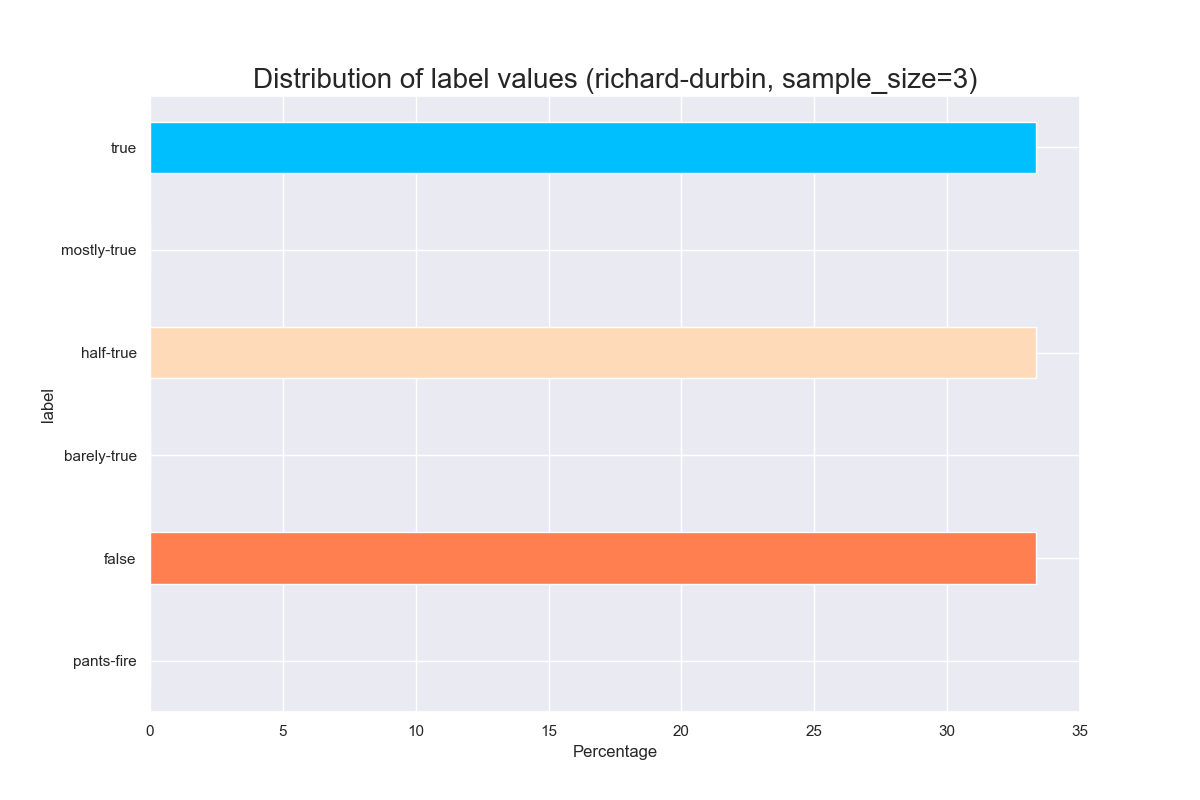 Distribution of label values (richard-durbin, sample_size=3)
true
mostly-true
half-true
label
barely-true
false
pants-fire
0 5 10 15 20 25 30 35
Percentage